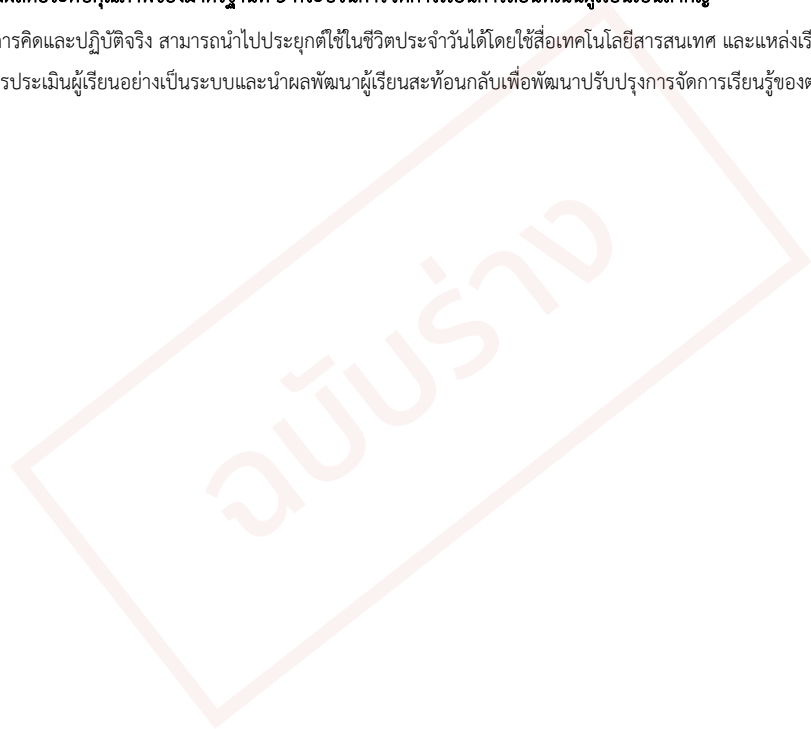 การคิดและปฏิบัติจริง สามารถนำไปประยุกต์ใช้ในชีวิตประจำวันได้โดยใช้สื่อเทคโนโลยีสารสนเทศ และแหล่งเรี
รประเมินผู้เรียนอย่างเป็นระบบและนำผลพัฒนาผู้เรียนสะท้อนกลับเพื่อพัฒนาปรับปรุงการจัดการเรียนรู้ของต
ฉบับร่าง